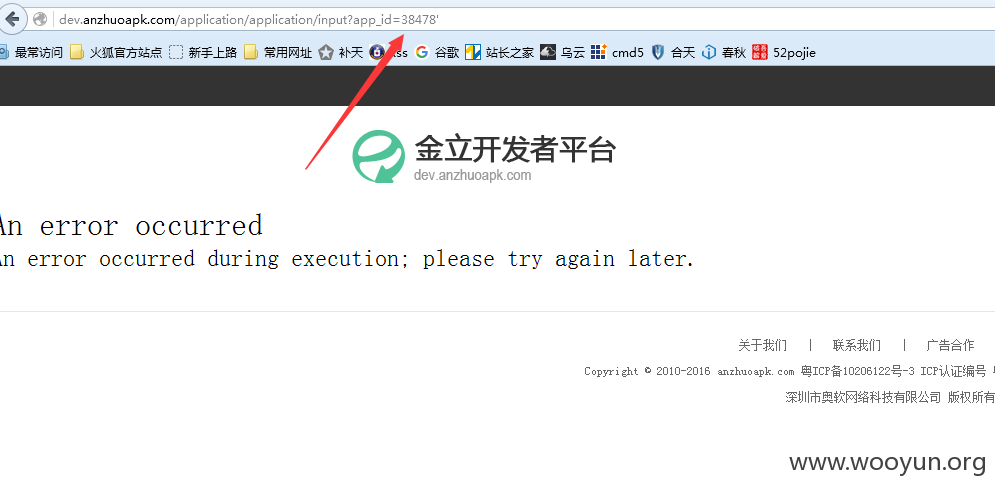 dev.anzhuoapk.com/application/application/input?app_id=38478'
最常访问 火狐官方站点 新手上路 常用网址 补天 ss 谷歌 站长之家 乌云 cmd5 合天 春秋 52pojie
金立开发者平台
dev.anzhuoapk.com
An error occurred
An error occurred during execution; please try again later.
关于我们 | 联系我们 | 广告合作
Copyright © 2010-2016 anzhuoapk.com 粤ICP备10206122号-3 ICP认证编号
深圳市奥软网络科技有限公司 版权所有
www.wooyun.org